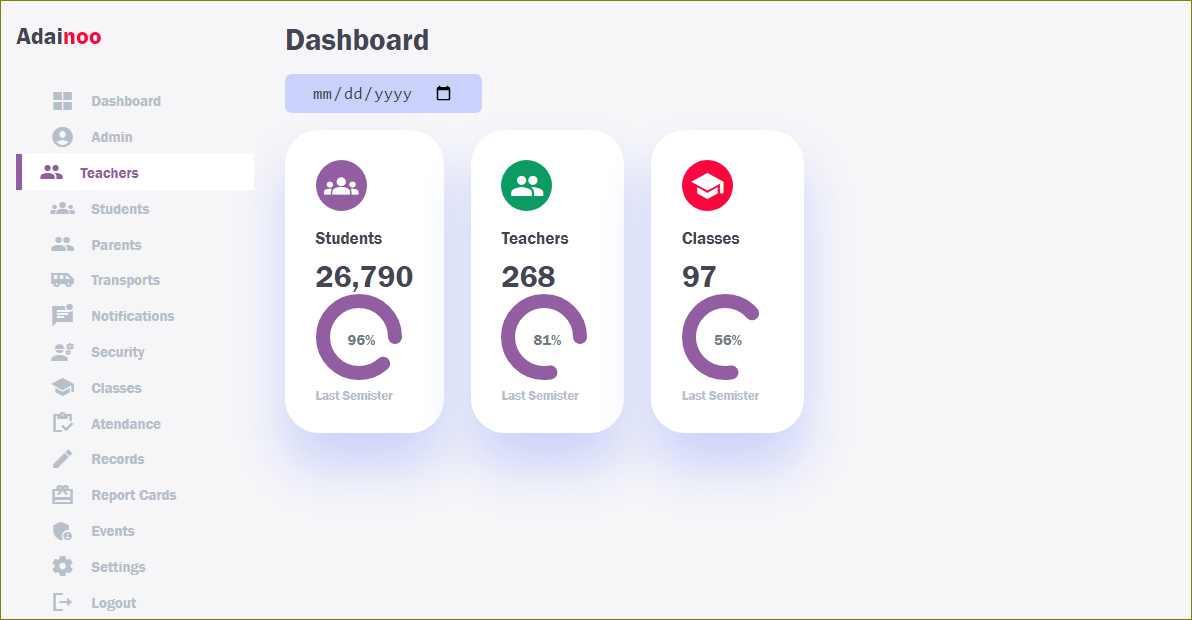 Adainoo
Dashboard
Admin
Teachers
Students
Parents
Transports
Notifications
Security
Classes
Atendance
Records
Report Cards
Events
Settings
Logout
Dashboard
mm/dd/yyyy
Students
26,790
96%
Last Semister
Teachers
268
81%
Last Semister
Classes
97
56%
Last Semister